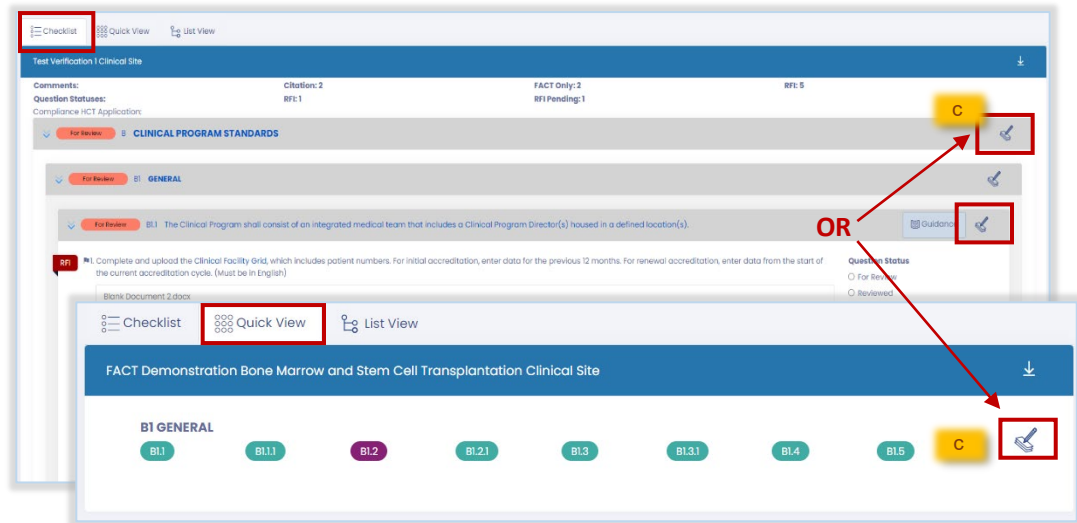 Checklist Quick View List View
Test Verification 1 Clinical Site
Comments: Citation: 2 FACT Only: 2 RFI: 5
Question Statuses: RFI: 1 RFI Pending: 1
Compliance HCT Application:
C
For Review B CLINICAL PROGRAM STANDARDS
For Review B1 GENERAL
For Review B1.1 The Clinical Program shall consist of an integrated medical team that includes a Clinical Program Director(s) housed in a defined location(s). Guidance
OR
RFI 1. Complete and upload the Clinical Facility Grid, which includes patient numbers. For initial accreditation, enter data for the previous 12 months. For renewal accreditation, enter data from the start of Question Status
the current accreditation cycle. (Must be in English) For Review
Blank Document 2.docx Reviewed
Checklist Quick View List View
FACT Demonstration Bone Marrow and Stem Cell Transplantation Clinical Site
B1 GENERAL
B1.1 B1.1.1 B1.2 B1.2.1 B1.3 B1.3.1 B1.4 B1.5 C